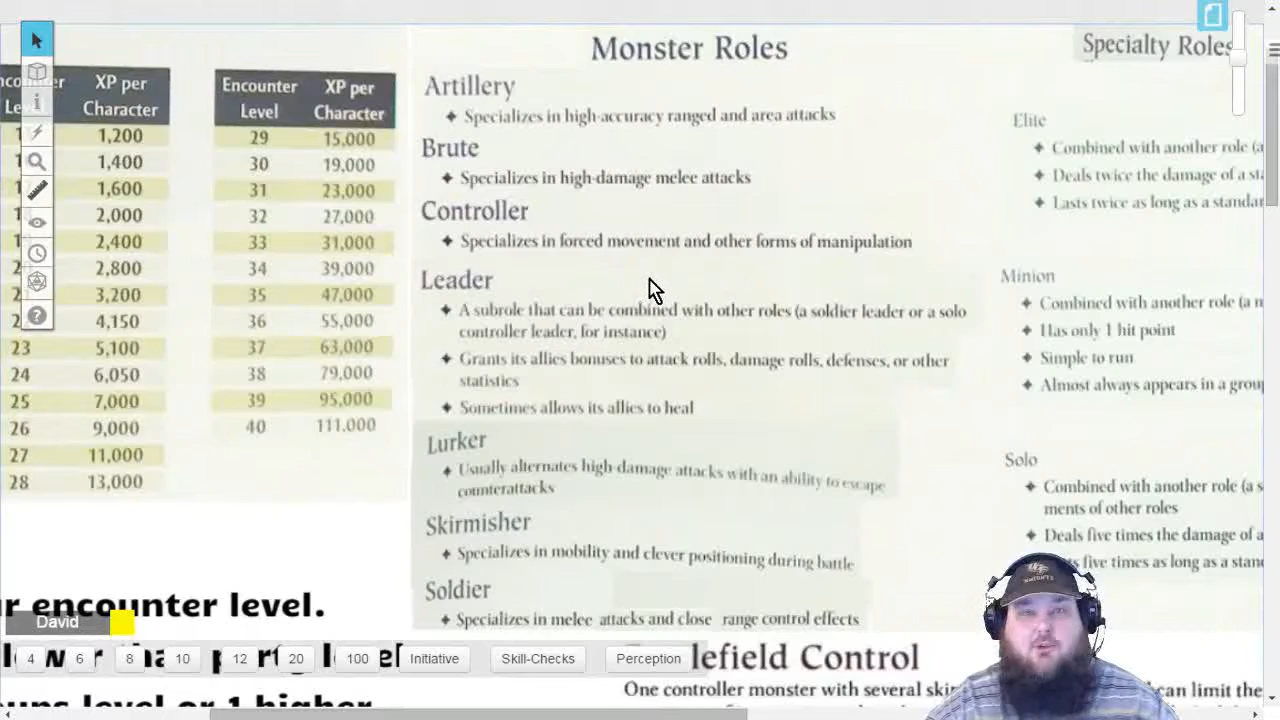 XP per
Character
1,200
1,400
1,600
2,000
2,400
2,800
3,200
4,150
23 5,100
24 6,050
25 7,000
26 9,000
27 11,000
28 13,000
Encounter XP per
Level Character
29 15,000
30 19,000
31 23,000
32 27,000
33 31,000
34 39,000
35 47,000
36 55,000
37 63,000
38 79,000
39 95,000
40 111.000
Monster Roles
Artillery
✦ Specializes in high-accuracy ranged and area attacks
Brute
✦ Specializes in high-damage melee attacks
Controller
✦ Specializes in forced movement and other forms of manipulation
Leader
✦ A subrole that can be combined with other roles (a soldier leader or a solo
controller leader, for instance)
✦ Grants its allies bonuses to attack rolls, damage rolls, defenses, or other
statistics
✦ Sometimes allows its allies to heal
Lurker
✦ Usually alternates high-damage attacks with an ability to escape
counterattacks
Skirmisher
✦ Specializes in mobility and clever positioning during battle
Soldier
✦ Specializes in melee attacks and close range control effects
Specialty Roles
Elite
✦ Combined with another role (a
✦ Deals twice the damage of a
✦ Lasts twice as long as a
Minion
✦ Combined with another role (a
✦ Has only 1 hit point
✦ Simple to run
✦ Almost always appears in a
Solo
✦ Combined with another role (a
ments of other roles
✦ Deals five times the damage of a
five times as long as a
encounter level.
David
4 6 8 10 12 20 100 Initiative Skill-Checks Perception
level or 1 higher
Control
One controller monster with several
can limit the